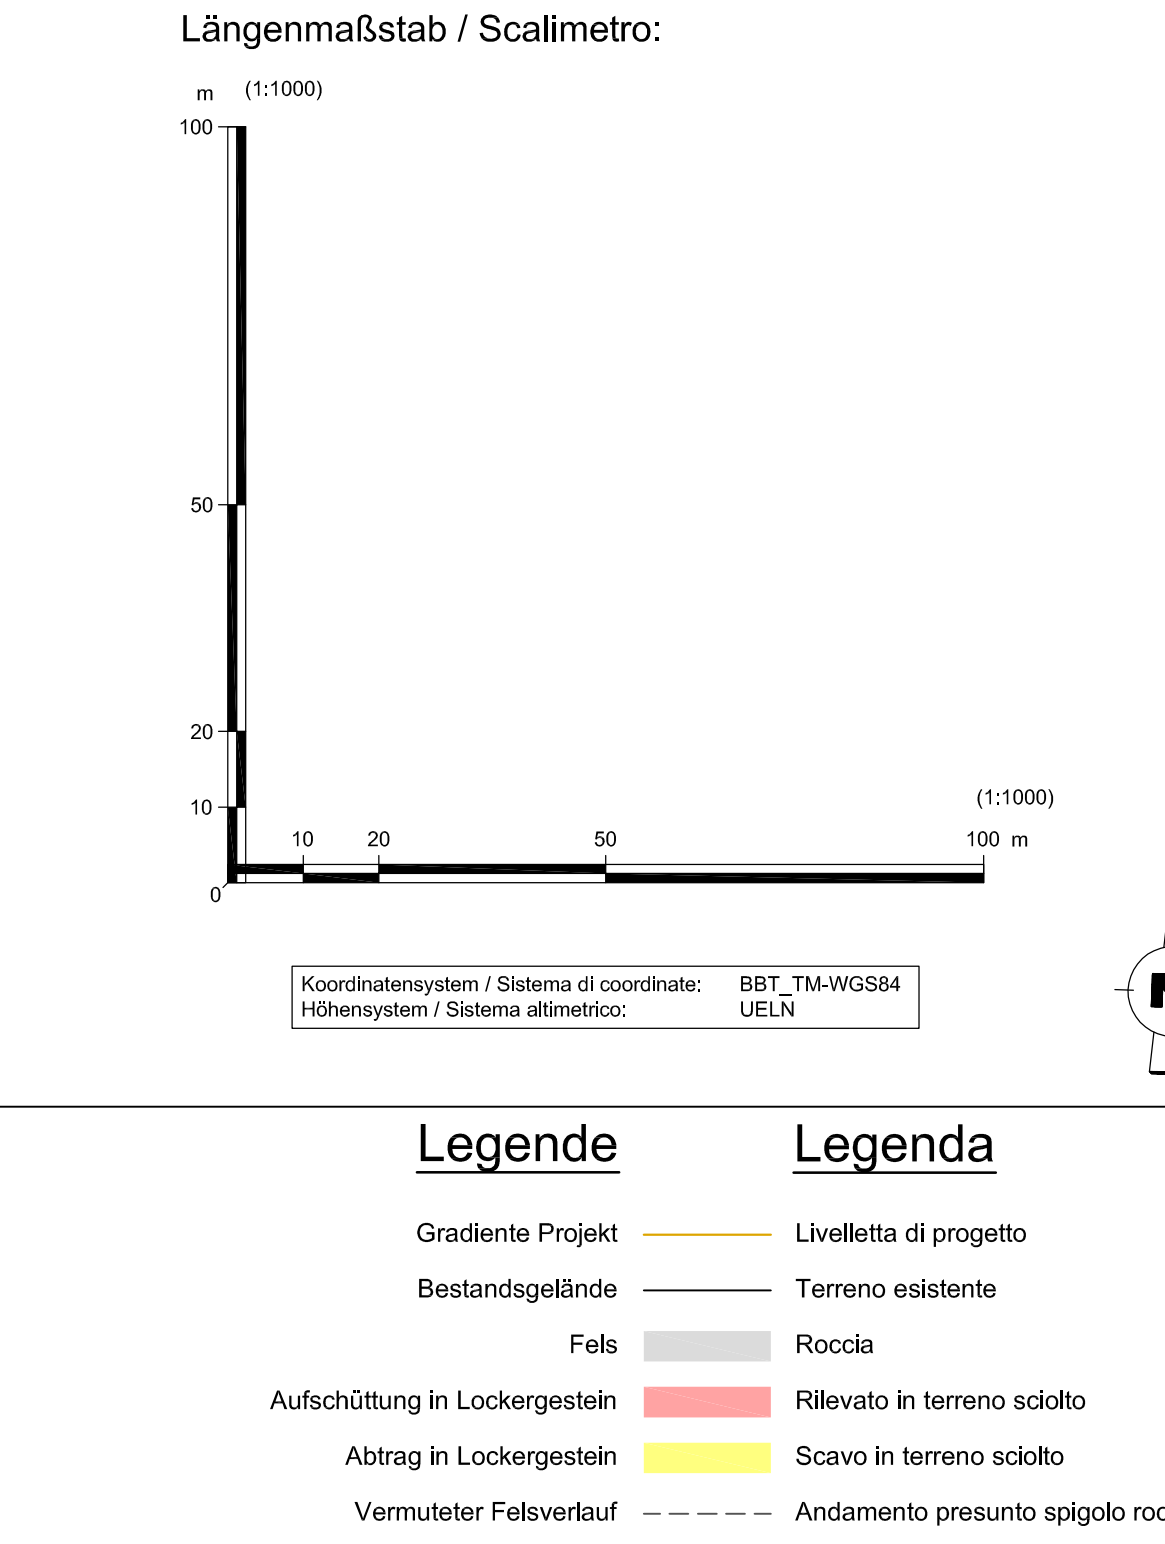 Längenmaßstab / Scalimetro:
m (1:1000)
100
50
20
10
(1:1000)
10 20 50 100 m
0
Koordinatensystem / Sistema di coordinate: BBT_TM-WGS84
Höhensystem / Sistema altimetrico: UELN
Legende Legenda
Gradiente Projekt Livelletta di progetto
Bestandsgelände Terreno esistente
Fels Roccia
Aufschüttung in Lockergestein Rilevato in terreno sciolto
Abtrag in Lockergestein Scavo in terreno sciolto
Vermuteter Felsverlauf Andamento presunto spigolo